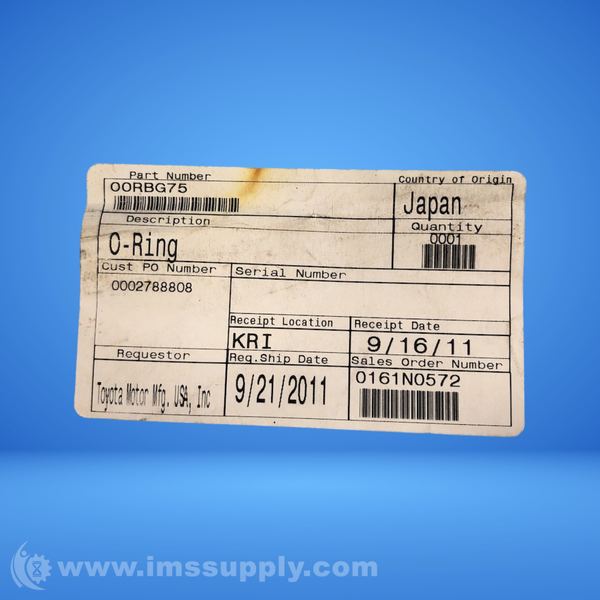 Part Number
OORBG75
Country of Origin
Japan
Description
O-Ring
Quantity
0001
Cust PO Number
0002788808
Serial Number
Receipt Location
KRI
Receipt Date
9/16/11
Requestor
Toyota Motor Mfg. USA, Inc
Req.Ship Date
9/21/2011
Sales Order Number
0161N0572
www.imssupply.com